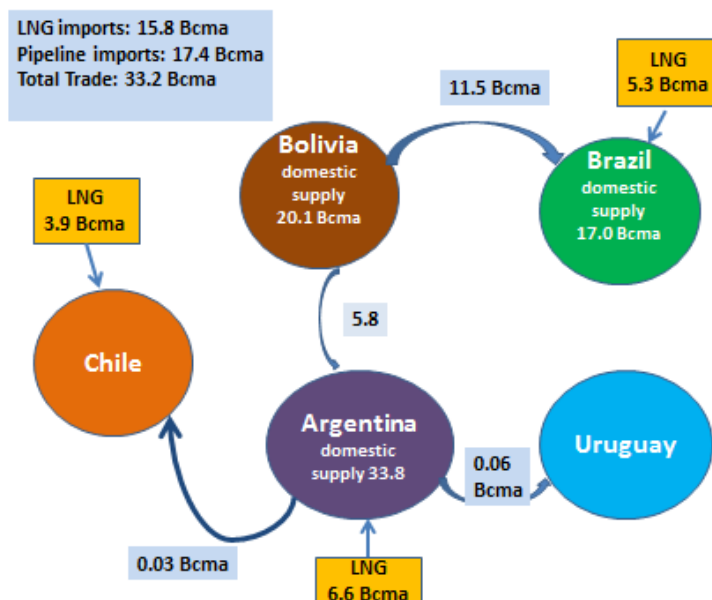 LNG imports: 15.8 Bcma
Pipeline imports: 17.4 Bcma
Total Trade: 33.2 Bcma
11.5 Bcma
LNG
5.3 Bcma
Bolivia
domestic
supply
20.1 Bcma
Brazil
domestic
supply
17.0 Bcma
LNG
3.9 Bcma
5.8
Chile
Argentina
domestic
supply 33.8
Uruguay
0.06
Bcma
0.03 Bcma
LNG
6.6 Bcma